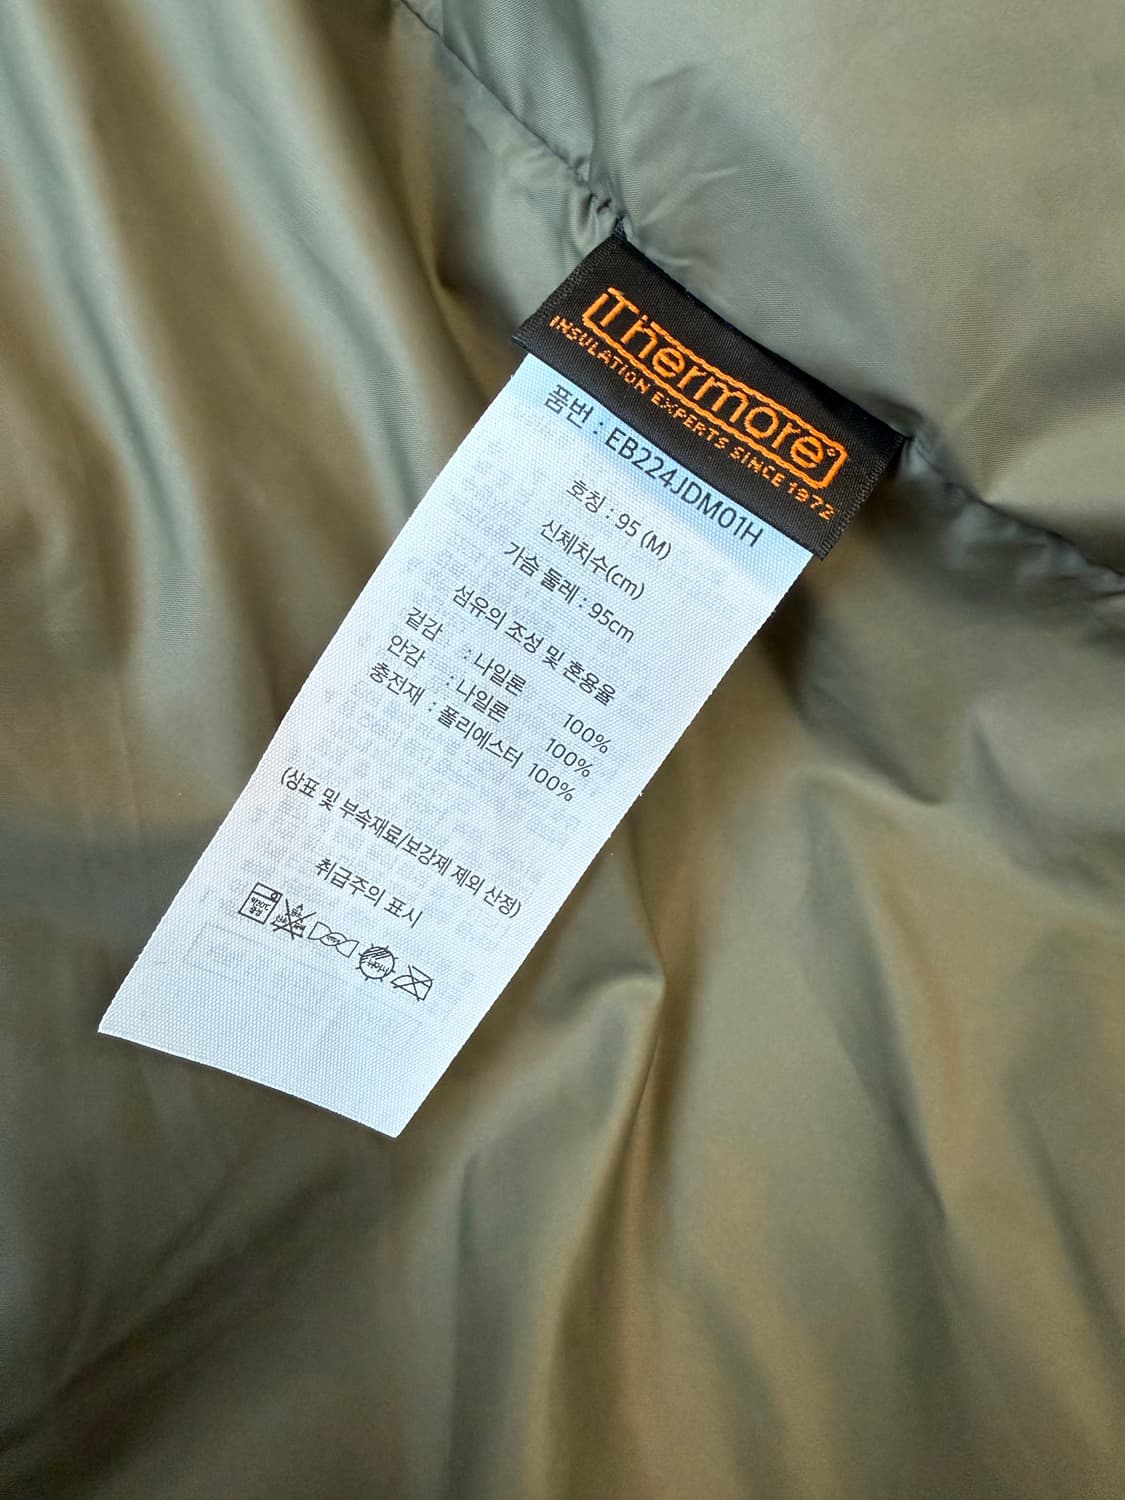 Thermore
INSULATION EXPERTS SINCE 1972
품번 : EB224JDM01H
호칭 : 95 (M)
신체치수(cm)
가슴 둘레 : 95cm
섬유의 조성 및 혼용율
겉감 : 나일론 100%
안감 : 나일론 100%
충전재 : 폴리에스터 100%
(상표 및 부속재료/보강제 제외 산정)
취급주의 표시